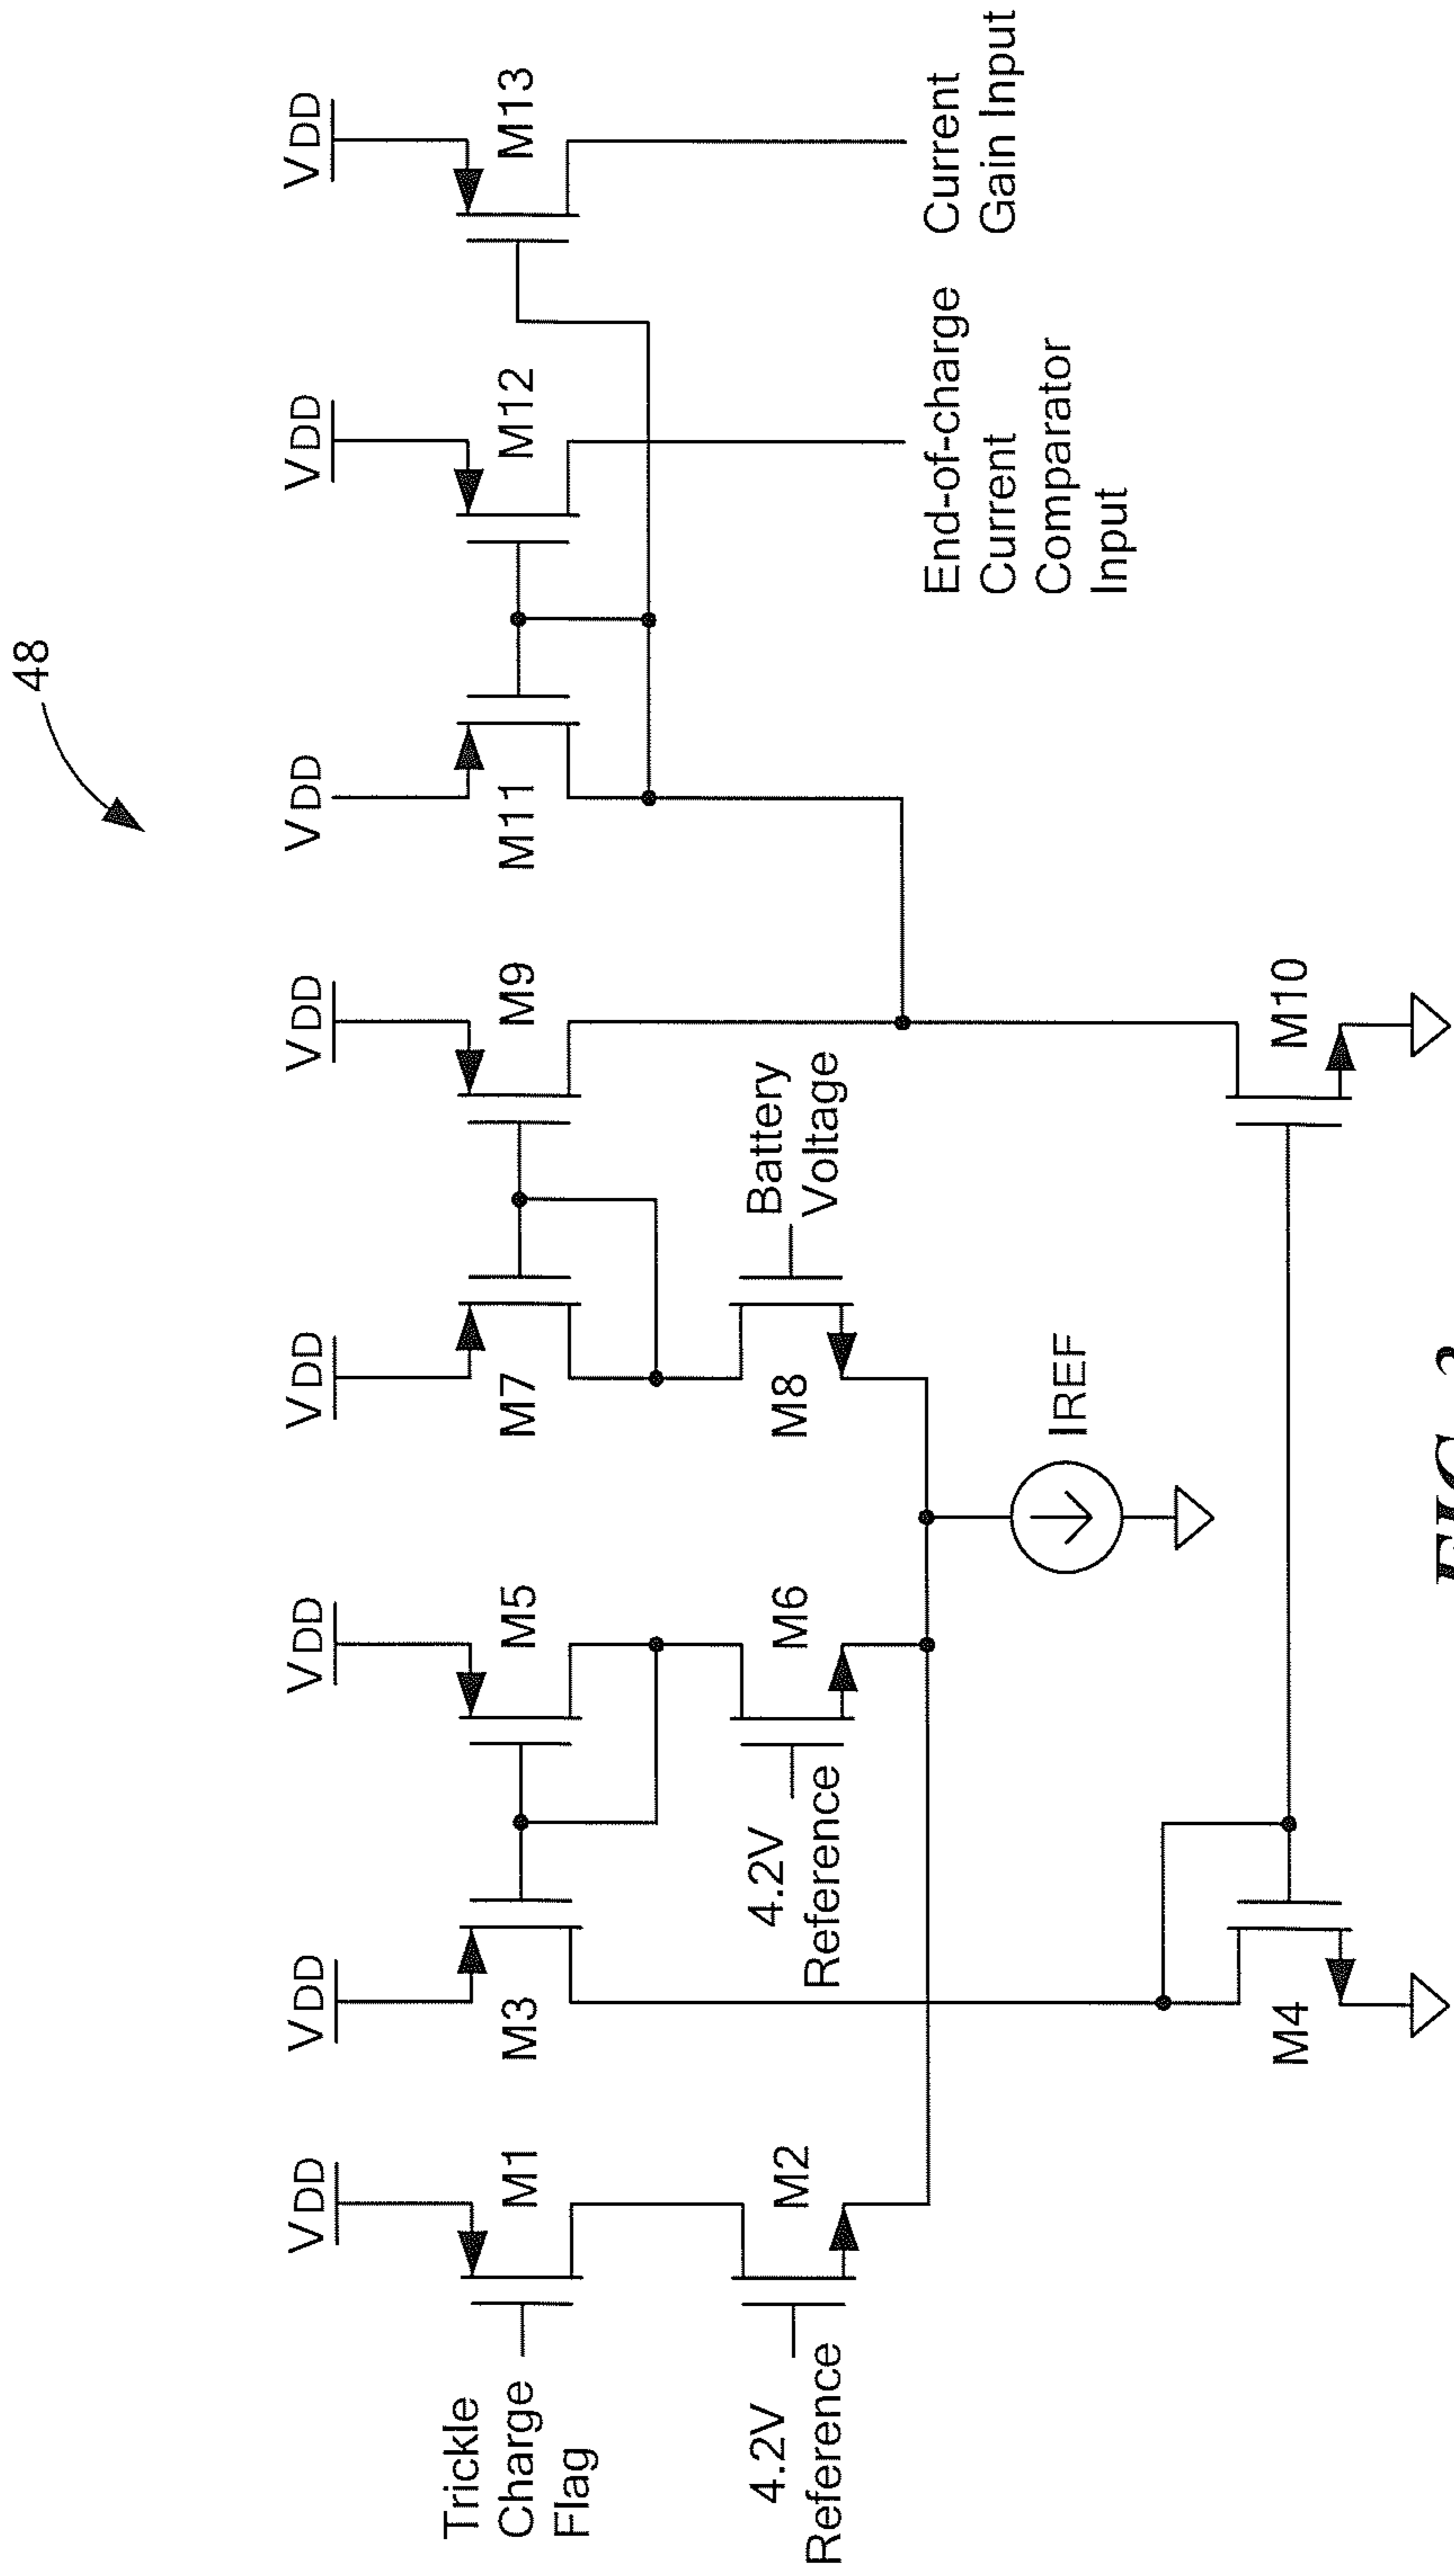 48
VDD
VDD
VDD
VDD
VDD
VDD
VDD
VDD
Trickle
Charge
Flag
M1
M3
M5
M7
M9
M11
M12
M13
4.2V
Reference
M2
4.2V
Reference
M6
M8
Battery
Voltage
End-of-charge
Current
Comparator
Input
Current
Gain Input
IREF
M4
M10